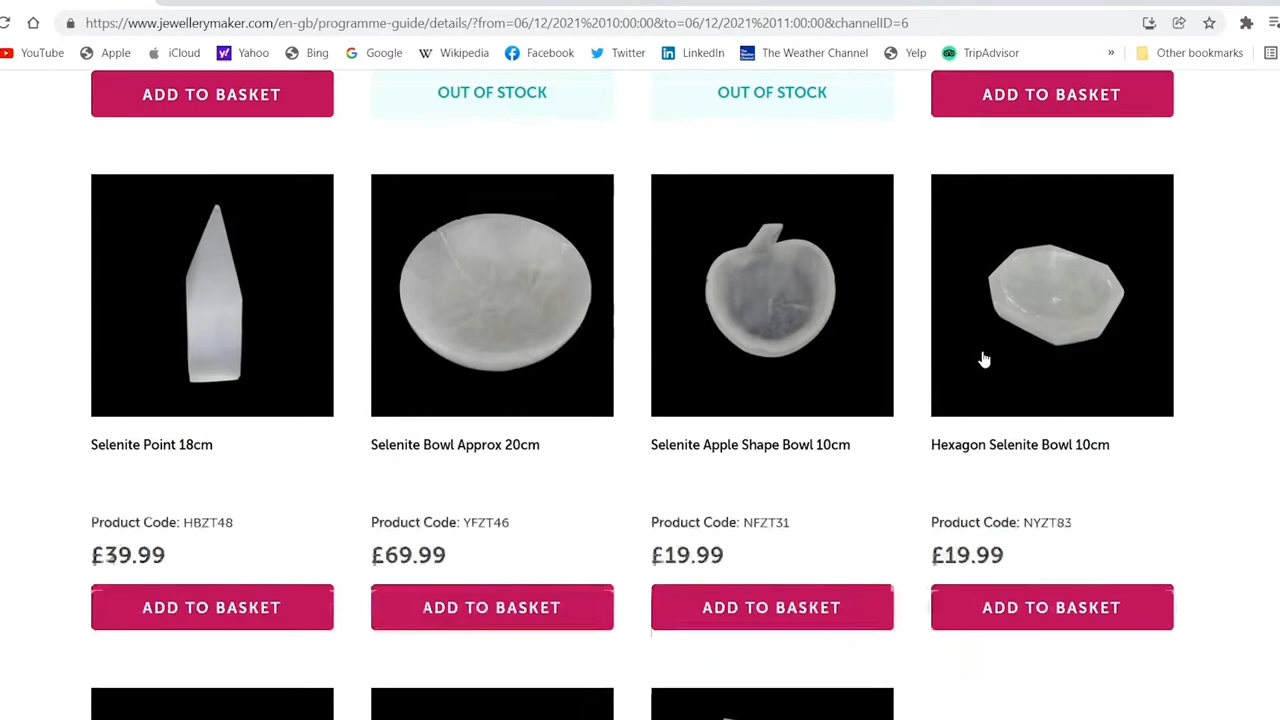 https://www.jewellerymaker.com/en-gb/programme-guide/details/?from=06/12/2021%2010:00:00&to=06/12/2021%2011:00:00&channelID=6
YouTube Apple iCloud Yahoo Bing Google Wikipedia Facebook Twitter LinkedIn The Weather Channel Yelp TripAdvisor » Other bookmarks
ADD TO BASKET OUT OF STOCK OUT OF STOCK ADD TO BASKET
Selenite Point 18cm Selenite Bowl Approx 20cm Selenite Apple Shape Bowl 10cm Hexagon Selenite Bowl 10cm
Product Code: HBZT48 Product Code: YFZT46 Product Code: NFZT31 Product Code: NYZT83
£39.99 £69.99 £19.99 £19.99
ADD TO BASKET ADD TO BASKET ADD TO BASKET ADD TO BASKET